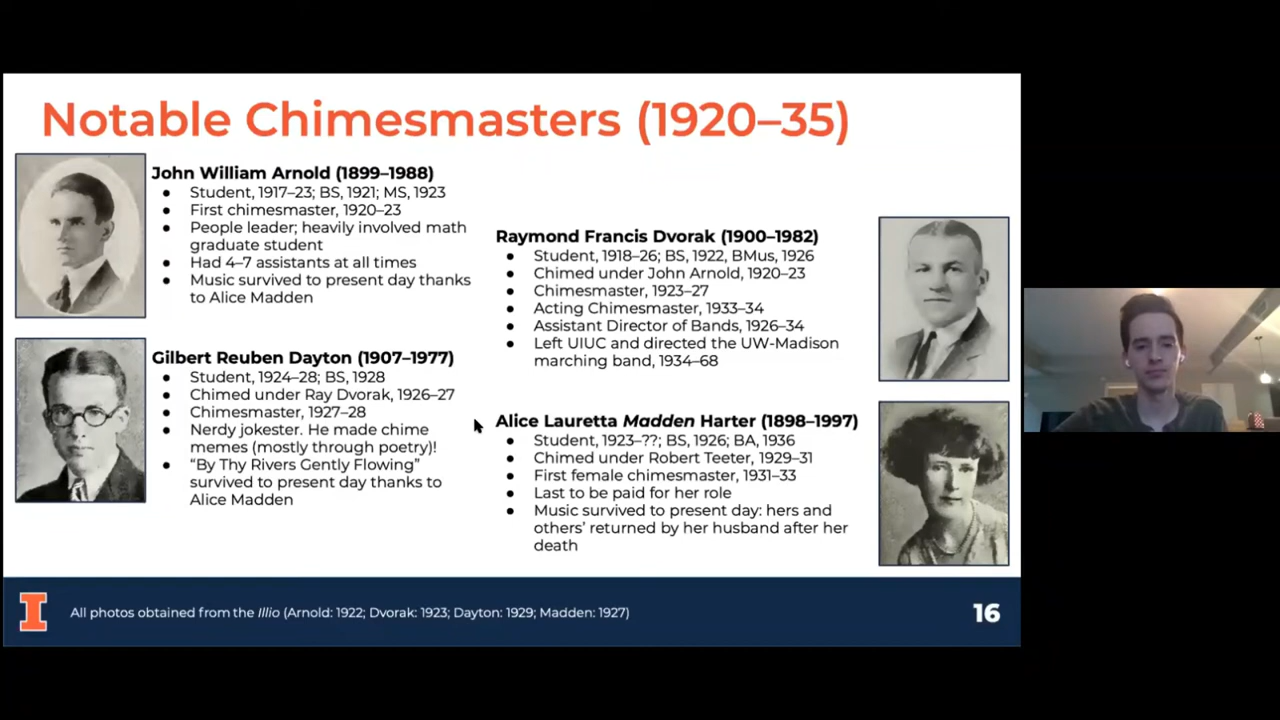 Notable Chimesmasters (1920–35)
John William Arnold (1899–1988)
● Student, 1917–23; BS, 1921; MS, 1923
● First chimesmaster, 1920–23
● People leader; heavily involved math
graduate student
● Had 4–7 assistants at all times
● Music survived to present day thanks
to Alice Madden
Gilbert Reuben Dayton (1907–1977)
● Student, 1924–28; BS, 1928
● Chimed under Ray Dvorak, 1926–27
● Chimesmaster, 1927–28
● Nerdy jokester. He made chime
memes (mostly through poetry)!
● “By Thy Rivers Gently Flowing”
survived to present day thanks to
Alice Madden
Raymond Francis Dvorak (1900–1982)
● Student, 1918–26; BS, 1922, BMus, 1926
● Chimed under John Arnold, 1920–23
● Chimesmaster, 1923–27
● Acting Chimesmaster, 1933–34
● Assistant Director of Bands, 1926–34
● Left UIUC and directed the UW-Madison
marching band, 1934–68
Alice Lauretta Madden Harter (1898–1997)
● Student, 1923–??; BS, 1926; BA, 1936
● Chimed under Robert Teeter, 1929–31
● First female chimesmaster, 1931–33
● Last to be paid for her role
● Music survived to present day: hers and
others’ returned by her husband after her
death
I
All photos obtained from the Illio (Arnold: 1922; Dvorak: 1923; Dayton: 1929; Madden: 1927)
16